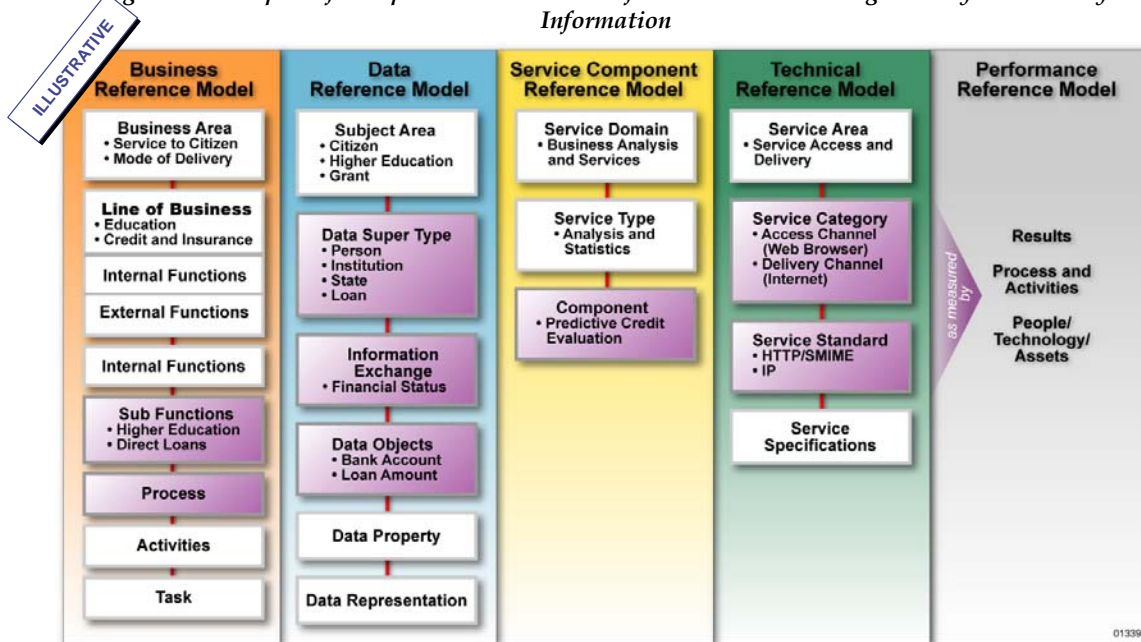 Information
ILLUSTRATIVE
Business
Reference Model
Business Area
• Service to Citizen
• Mode of Delivery
Line of Business
• Education
• Credit and Insurance
Internal Functions
External Functions
Internal Functions
Sub Functions
• Higher Education
• Direct Loans
Process
Activities
Task
Data
Reference Model
Subject Area
• Citizen
• Higher Education
• Grant
Data Super Type
• Person
• Institution
• State
• Loan
Information
Exchange
• Financial Status
Data Objects
• Bank Account
• Loan Amount
Data Property
Data Representation
Service Component
Reference Model
Service Domain
• Business Analysis
and Services
Service Type
• Analysis and
Statistics
Component
• Predictive Credit
Evaluation
Technical
Reference Model
Service Area
• Service Access and
Delivery
Service Category
• Access Channel
(Web Browser)
• Delivery Channel
(Internet)
Service Standard
• HTTP/SMIME
• IP
Service
Specifications
Performance
Reference Model
as measured
by
Results
Process and
Activities
People/
Technology/
Assets
01339